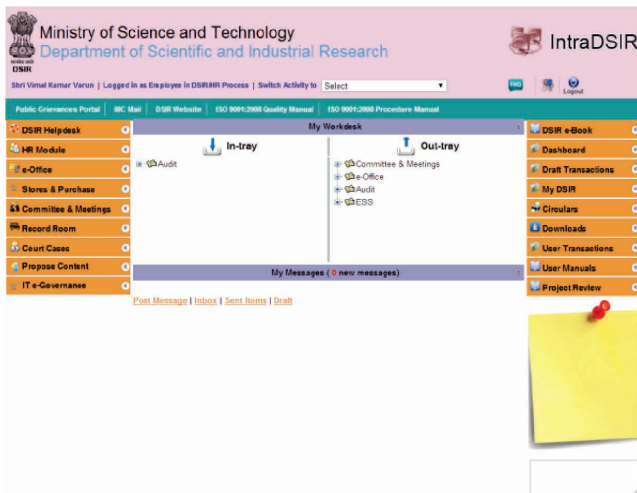 Ministry of Science and Technology
Department of Scientific and Industrial Research
DSIR
IntraDSIR
Shri Vimal Kumar Varun | Logged in as Employee in DSIR/HR Process | Switch Activity to Select
ISO
Logout
Public Grievances Portal | NIC Mail | DSIR Website | ISO 9001:2008 Quality Manual | ISO 9001:2008 Procedure Manual
DSIR Helpdesk
HR Module
e-Office
Stores & Purchase
Committee & Meetings
Record Room
Court Cases
Propose Content
IT e-Governance
My Workdesk
In-tray
Audit
Out-tray
Committee & Meetings
e-Office
Audit
ESS
My Messages ( 0 new messages)
Post Message | Inbox | Sent Items | Draft
DSIR e-Book
Dashboard
Draft Transactions
My DSIR
Circulars
Downloads
User Transactions
User Manuals
Project Review